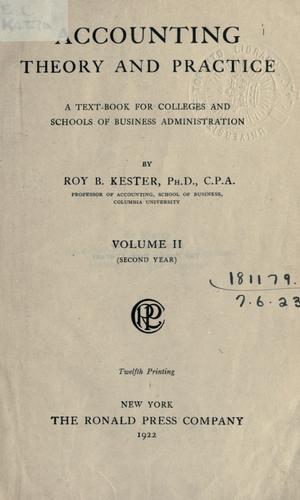 ACCOUNTING
THEORY AND PRACTICE
A TEXT-BOOK FOR COLLEGES AND
SCHOOLS OF BUSINESS ADMINISTRATION
BY
ROY B. KESTER, PH.D., C.P.A.
PROFESSOR OF ACCOUNTING, SCHOOL OF BUSINESS,
COLUMBIA UNIVERSITY
VOLUME II
(SECOND YEAR)
181179.
7.6.23
Twelfth Printing
NEW YORK
THE RONALD PRESS COMPANY
1922